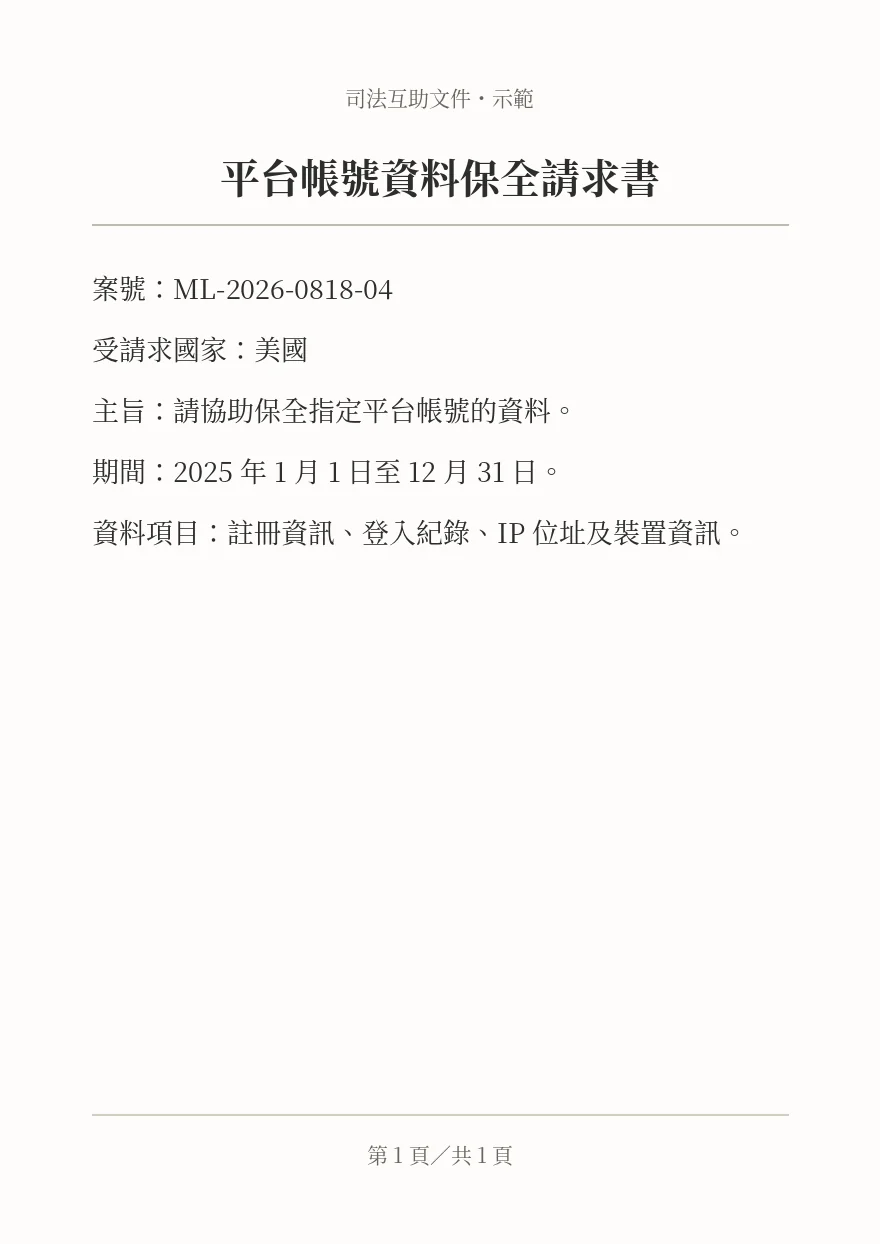 司法互助文件・示範
平台帳號資料保全請求書
案號：ML-2026-0818-04
受請求國家：美國
主旨：請協助保全指定平台帳號的資料。
期間：2025 年 1 月 1 日至 12 月 31 日。
資料項目：註冊資訊、登入紀錄、IP 位址及裝置資訊。
第 1 頁／共 1 頁